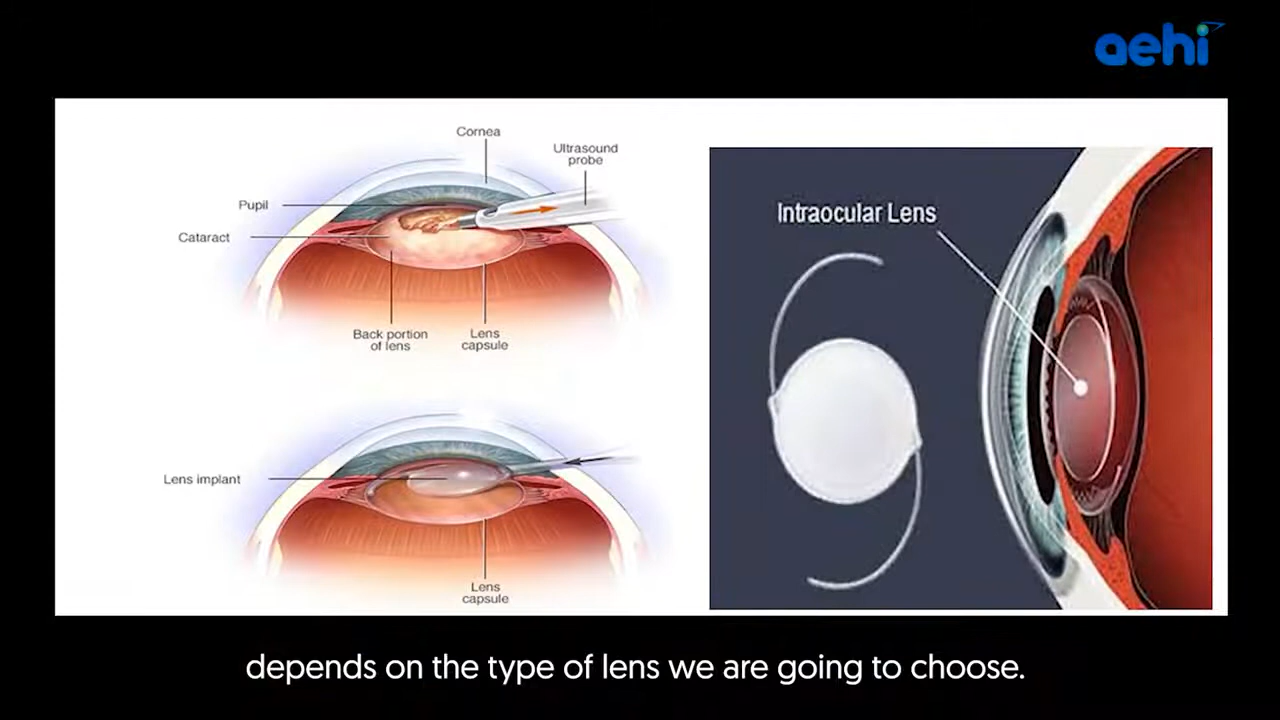 aehi
Cornea
Ultrasound
probe
Pupil
Cataract
Back portion
of lens
Lens
capsule
Lens implant
Lens
capsule
Intraocular Lens
depends on the type of lens we are going to choose.